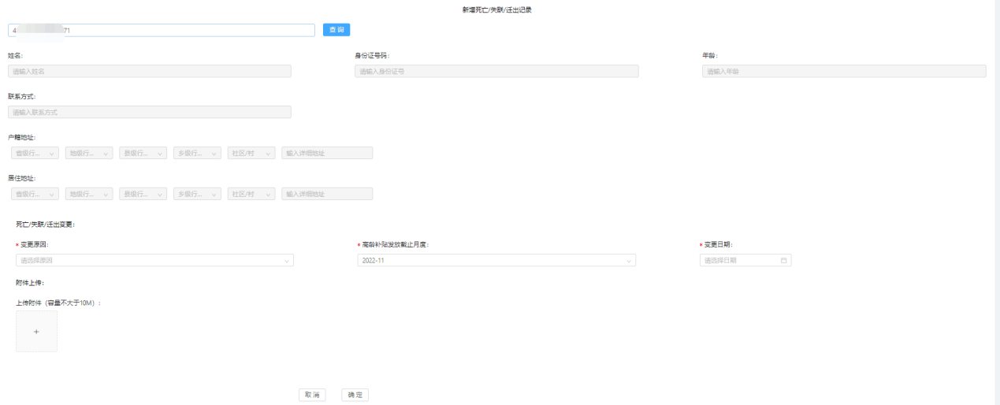 新增死亡/失联/迁出记录
4 71 查询
姓名: 身份证号码: 年龄:
请输入姓名 请输入身份证号 请输入年龄
联系方式:
请输入联系方式
户籍地址:
省级行... 地级行... 县级行... 乡级行... 社区/村 输入详细地址
居住地址:
省级行... 地级行... 县级行... 乡级行... 社区/村 输入详细地址
死亡/失联/迁出变更:
* 变更原因: * 高龄补贴发放截止月度: * 变更日期:
请选择原因 2022-11 请选择日期
附件上传:
上传附件（容量不大于10M）:
+
取消 确定